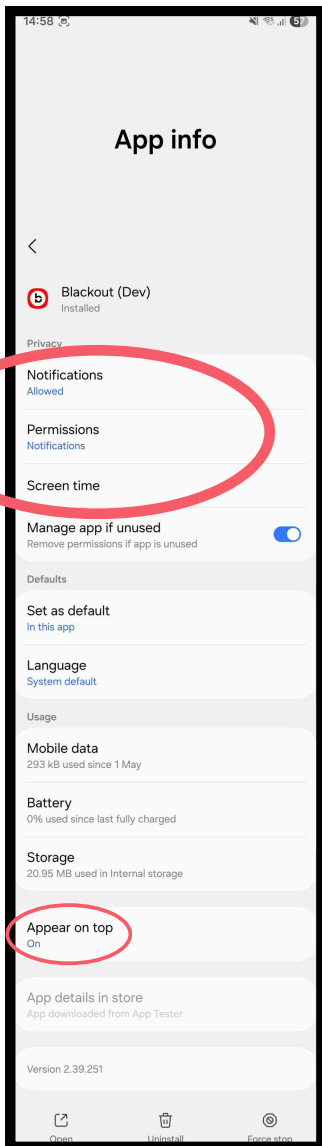 14:58
57
App info
Blackout (Dev)
Installed
Privacy
Notifications
Allowed
Permissions
Notifications
Screen time
Manage app if unused
Remove permissions if app is unused
Defaults
Set as default
In this app
Language
System default
Usage
Mobile data
293 kB used since 1 May
Battery
0% used since last fully charged
Storage
20.95 MB used in Internal storage
Appear on top
On
App details in store
App downloaded from App Tester
Version 2.39.251
Open
Uninstall
Force stop